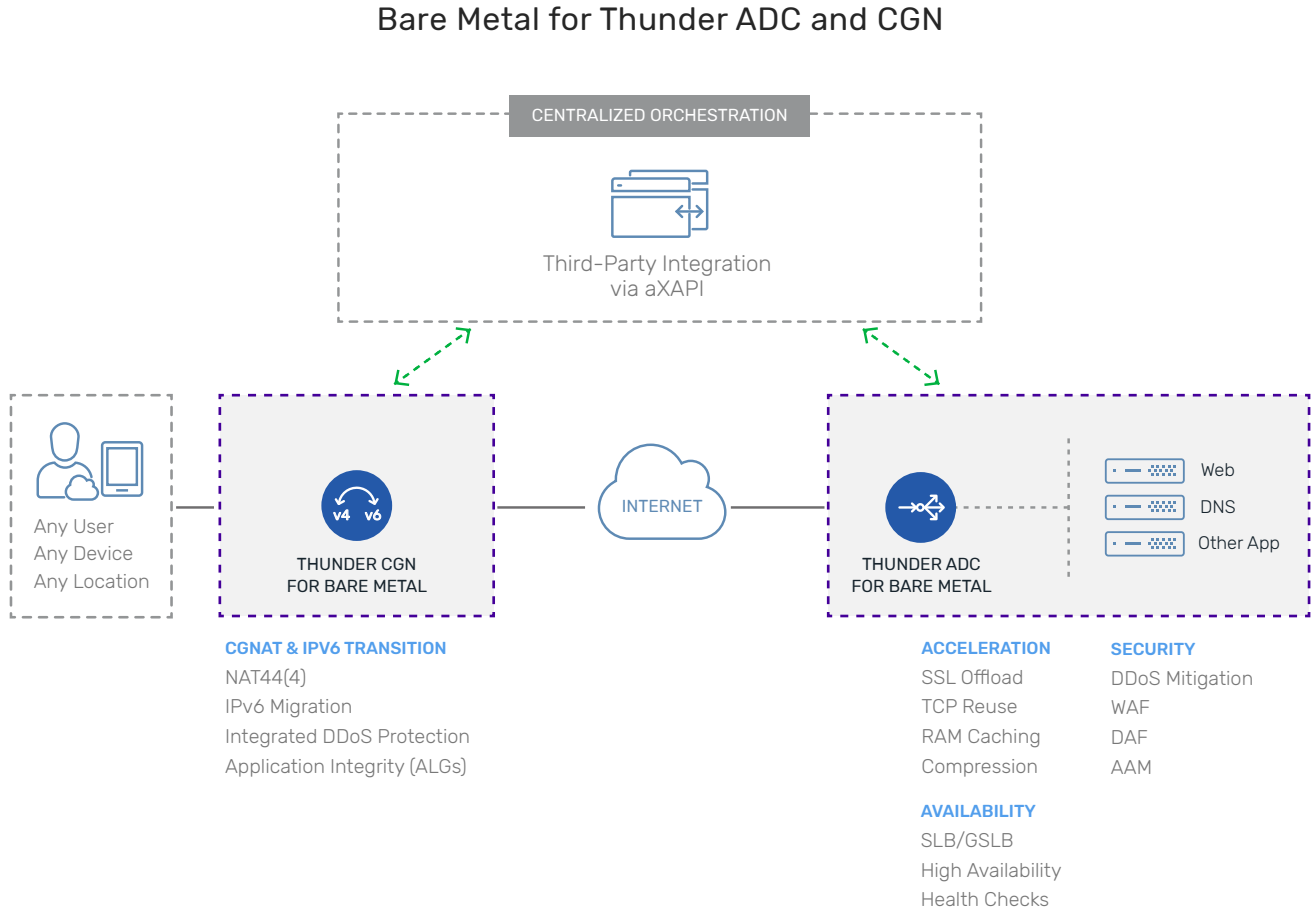 Bare Metal for Thunder ADC and CGN
CENTRALIZED ORCHESTRATION
Third-Party Integration
via aXAPI
Any User
Any Device
Any Location
v4 v6
THUNDER CGN
FOR BARE METAL
INTERNET
THUNDER ADC
FOR BARE METAL
Web
DNS
Other App
CGNAT & IPV6 TRANSITION
NAT44(4)
IPv6 Migration
Integrated DDoS Protection
Application Integrity (ALGs)
ACCELERATION
SSL Offload
TCP Reuse
RAM Caching
Compression
AVAILABILITY
SLB/GSLB
High Availability
Health Checks
SECURITY
DDoS Mitigation
WAF
DAF
AAM